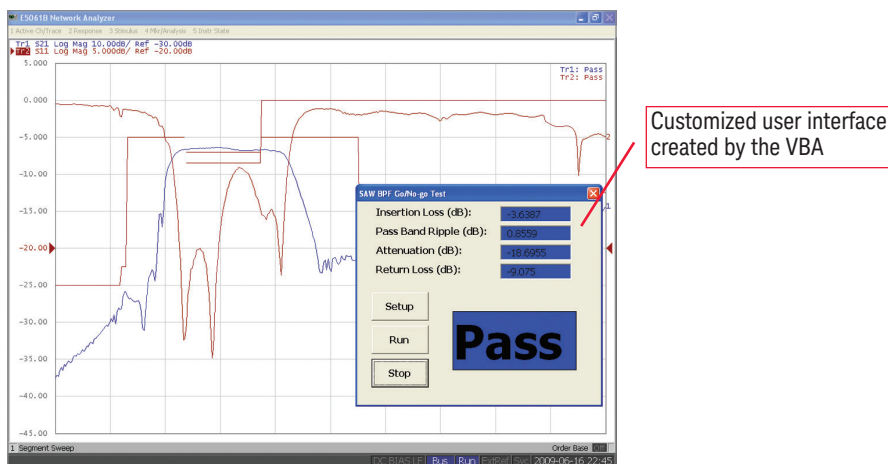 E5061B Network Analyzer
1 Active Ch/Trace 2 Response 3 Stimulus 4 Mkr/Analysis 5 Instr State
Tr1 S21 Log Mag 10.00dB/ Ref -30.00dB
Tr2 S11 Log Mag 5.000dB/ Ref -20.00dB
5.000
Tr1: Pass
Tr2: Pass
0.000
-5.000
2
Customized user interface
created by the VBA
-10.00
SAW BPF Go/No-go Test
-15.00
Insertion Loss (dB): -3.6387
1
Pass Band Ripple (dB): 0.8559
-20.00
Attenuation (dB): -18.6955
Return Loss (dB): -9.075
-25.00
Setup
-30.00
Run
Pass
Stop
-35.00
-40.00
-45.00
1 Segment Sweep
Order Base Off
DC BIAS LF Bus Run ExtRef Svc 2009-06-16 22:45